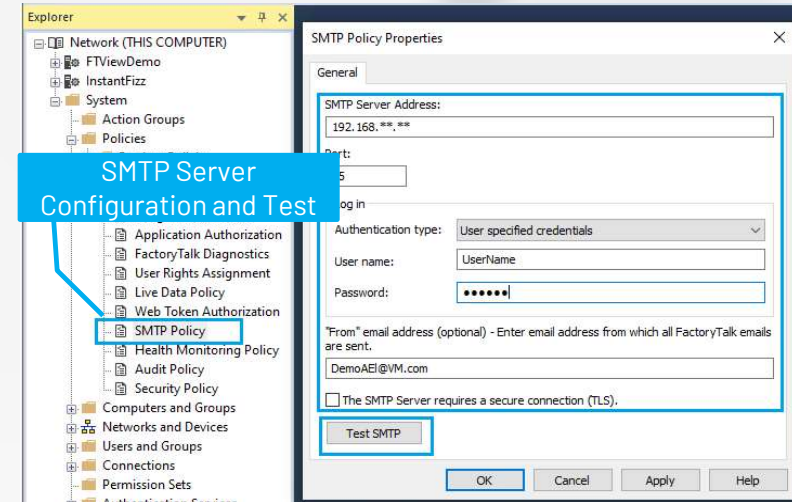 Explorer
Network (THIS COMPUTER)
FTViewDemo
InstantFizz
System
Action Groups
Policies
SMTP Server
Configuration and Test
Application Authorization
FactoryTalk Diagnostics
User Rights Assignment
Live Data Policy
Web Token Authorization
SMTP Policy
Health Monitoring Policy
Audit Policy
Security Policy
Computers and Groups
Networks and Devices
Users and Groups
Connections
Permission Sets
SMTP Policy Properties
General
SMTP Server Address:
192.168.**.**
Authentication type: User specified credentials
User name: UserName
Password: ••••••
"From" email address (optional) - Enter email address from which all FactoryTalk emails
are sent.
DemoAEl@VM.com
The SMTP Server requires a secure connection (TLS).
Test SMTP
OK Cancel Apply Help